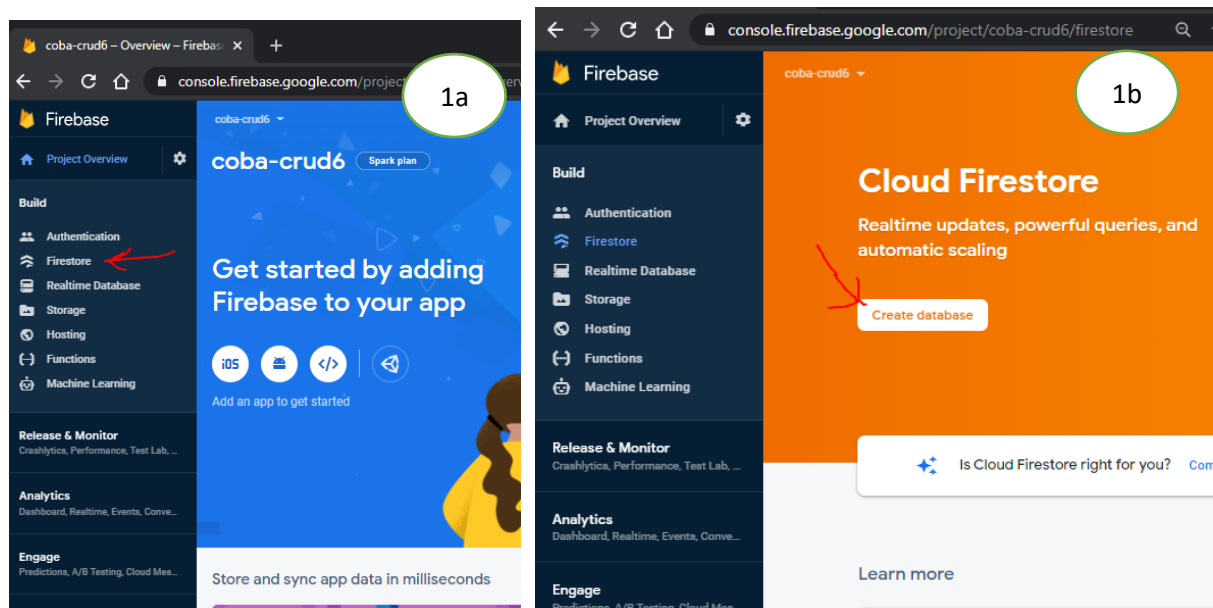 coba-crud6 – Overview – Fireba
console.firebase.google.com/project
1a
Firebase
coba-crud6
Project Overview
coba-crud6
Spark plan
Build
Authentication
Firestore
Realtime Database
Storage
Hosting
Functions
Machine Learning
Get started by adding
Firebase to your app
iOS
</>
Add an app to get started
Release & Monitor
Crashlytics, Performance, Test Lab, ...
Analytics
Dashboard, Realtime, Events, Conve...
Engage
Predictions, A/B Testing, Cloud Mes...
Store and sync app data in milliseconds
console.firebase.google.com/project/coba-crud6/firestore
1b
Firebase
coba-crud6
Project Overview
Build
Authentication
Firestore
Realtime Database
Storage
Hosting
Functions
Machine Learning
Cloud Firestore
Realtime updates, powerful queries, and
automatic scaling
Create database
Release & Monitor
Crashlytics, Performance, Test Lab, ...
Is Cloud Firestore right for you?
Com
Analytics
Dashboard, Realtime, Events, Conve...
Learn more
Engage
Predictions, A/B Testing, Cloud Mes...